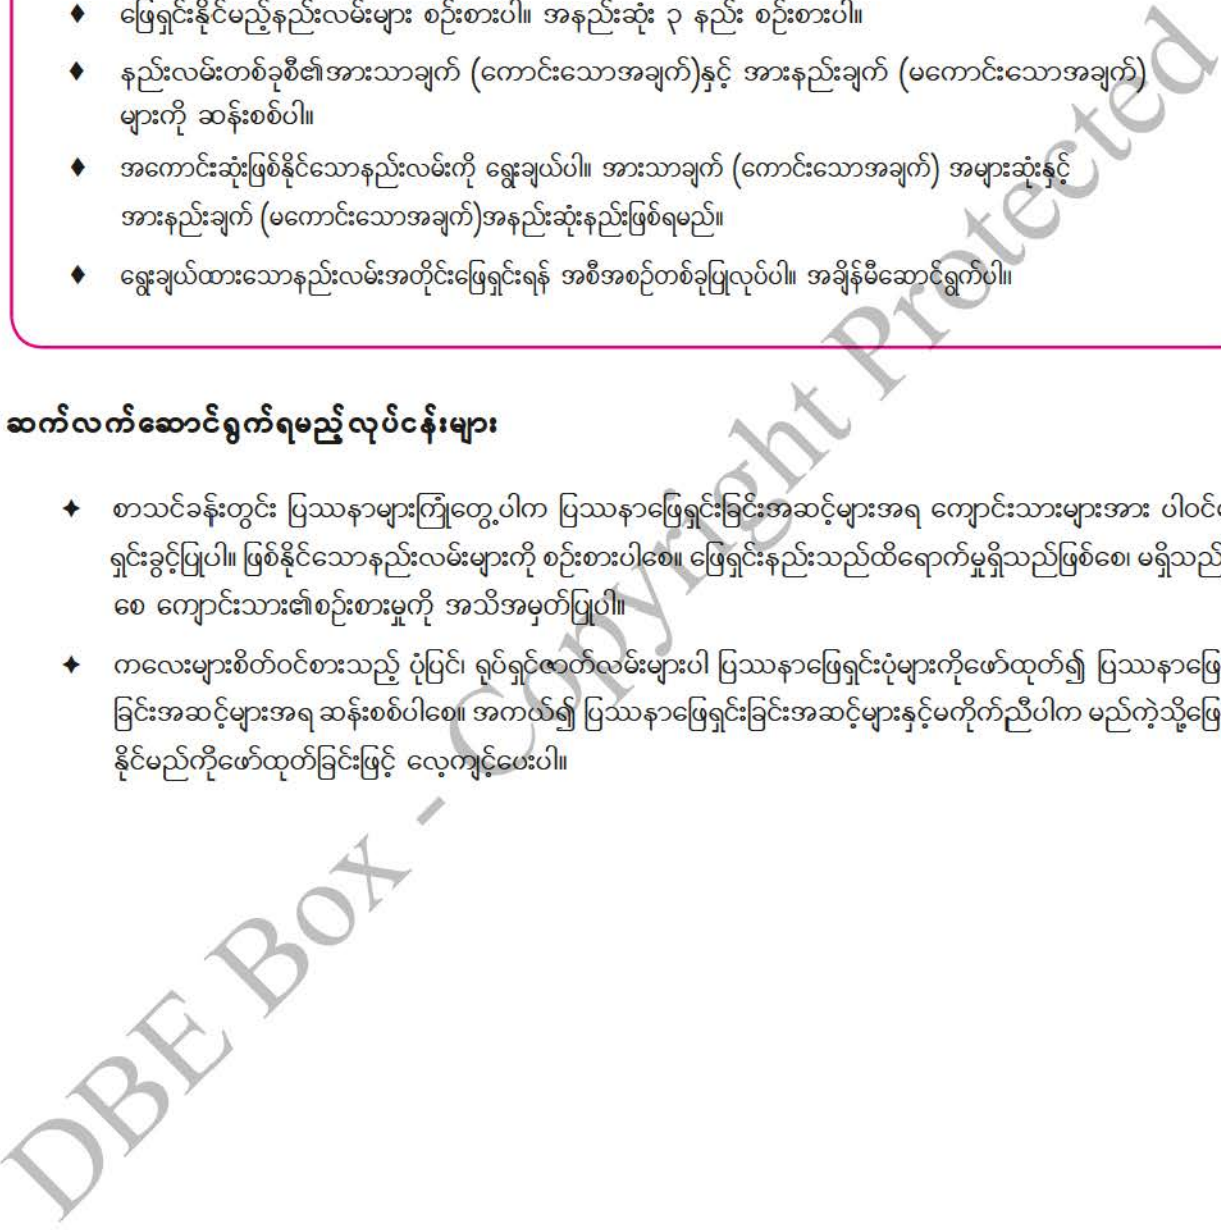 ♦ ဖြေရှင်းနိုင်မည့်နည်းလမ်းများ စဉ်းစားပါ။ အနည်းဆုံး ၃ နည်း စဉ်းစားပါ။
♦ နည်းလမ်းတစ်ခုစီ၏အားသာချက် (ကောင်းသောအချက်)နှင့် အားနည်းချက် (မကောင်းသောအချက်)
များကို ဆန်းစစ်ပါ။
♦ အကောင်းဆုံးဖြစ်နိုင်သောနည်းလမ်းကို ရွေးချယ်ပါ။ အားသာချက် (ကောင်းသောအချက်) အများဆုံးနှင့်
အားနည်းချက် (မကောင်းသောအချက်)အနည်းဆုံးနည်းဖြစ်ရမည်။
♦ ရွေးချယ်ထားသောနည်းလမ်းအတိုင်းဖြေရှင်းရန် အစီအစဉ်တစ်ခုပြုလုပ်ပါ။ အချိန်မီဆောင်ရွက်ပါ။
ဆက်လက်ဆောင်ရွက်ရမည့်လုပ်ငန်းများ
✦ စာသင်ခန်းတွင်း ပြဿနာများကြုံတွေ့ပါက ပြဿနာဖြေရှင်းခြင်းအဆင့်များအရ ကျောင်းသားများအား ပါဝင်
ရှင်းခွင့်ပြုပါ။ ဖြစ်နိုင်သောနည်းလမ်းများကို စဉ်းစားပါစေ။ ဖြေရှင်းနည်းသည်ထိရောက်မှုရှိသည်ဖြစ်စေ၊ မရှိသည်
စေ ကျောင်းသား၏စဉ်းစားမှုကို အသိအမှတ်ပြုပါ။
✦ ကလေးများစိတ်ဝင်စားသည့် ပုံပြင်၊ ရုပ်ရှင်ဇာတ်လမ်းများပါ ပြဿနာဖြေရှင်းပုံများကိုဖော်ထုတ်၍ ပြဿနာဖြေ
ခြင်းအဆင့်များအရ ဆန်းစစ်ပါစေ။ အကယ်၍ ပြဿနာဖြေရှင်းခြင်းအဆင့်များနှင့်မကိုက်ညီပါက မည်ကဲ့သို့ဖြေ
နိုင်မည်ကိုဖော်ထုတ်ခြင်းဖြင့် လေ့ကျင့်ပေးပါ။
DBE Box - Copyright Protected